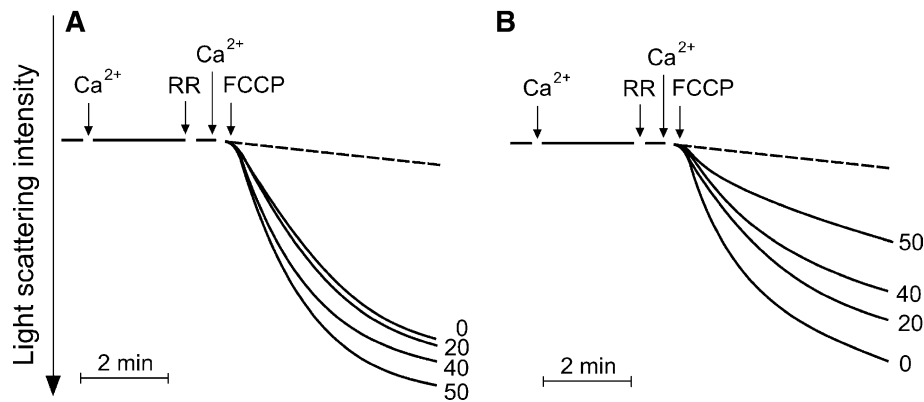 A
B
Light scattering intensity
Ca2+
RR
Ca2+
FCCP
0
20
40
50
2 min
Ca2+
RR
Ca2+
FCCP
50
40
20
0
2 min